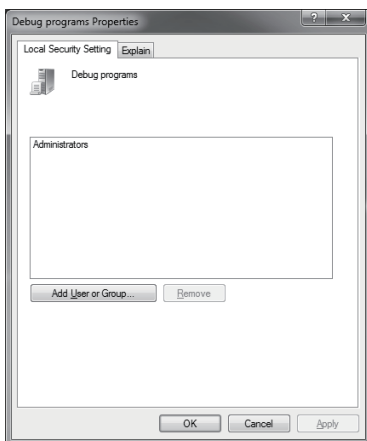 Debug programs Properties
? X
Local Security Setting Explain
Debug programs
Administrators
Add User or Group... Remove
OK Cancel Apply